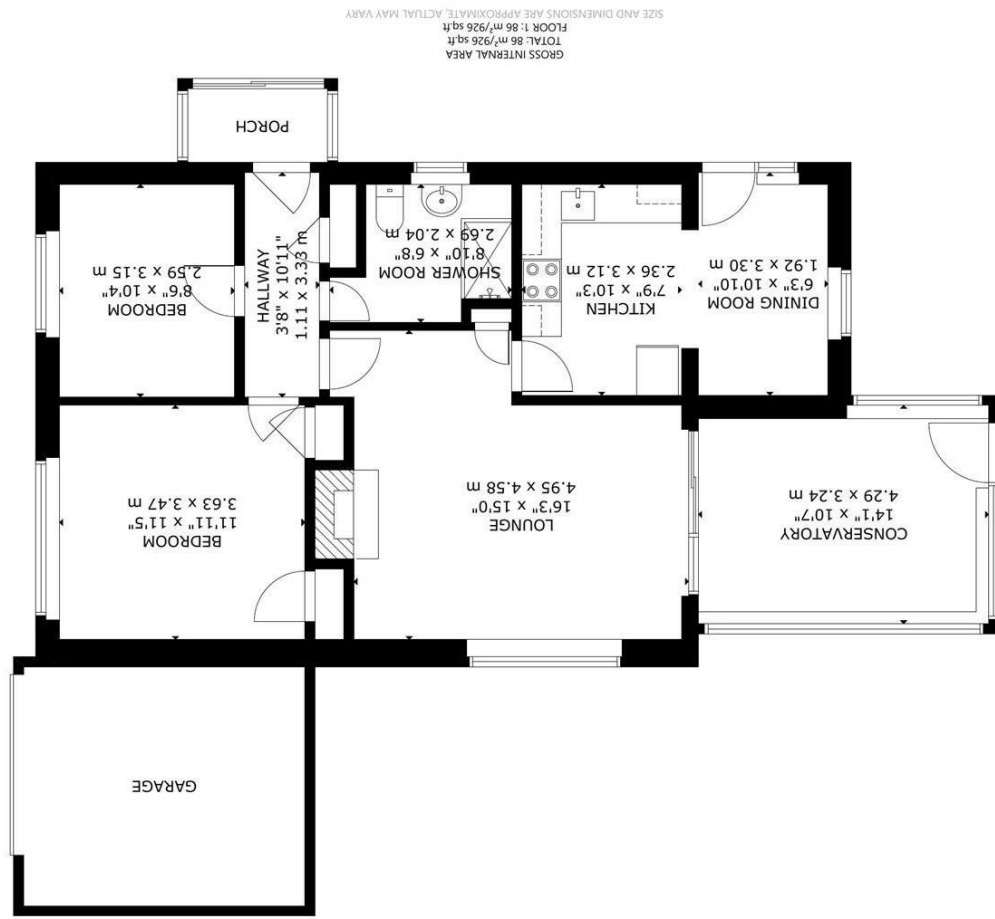 GARAGE
CONSERVATORY
14'1" x 10'7"
4.29 x 3.24 m
LOUNGE
16'3" x 15'0"
4.95 x 4.58 m
BEDROOM
11'11" x 11'5"
3.63 x 3.47 m
DINING ROOM
6'3" x 10'10"
1.92 x 3.30 m
KITCHEN
7'9" x 10'3"
2.36 x 3.12 m
SHOWER ROOM
8'10" x 6'8"
2.69 x 2.04 m
HALLWAY
3'8" x 10'11"
1.11 x 3.33 m
BEDROOM
8'6" x 10'4"
2.59 x 3.15 m
PORCH
GROSS INTERNAL AREA
TOTAL: 86 m²/926 sq.ft
FLOOR 1: 86 m²/926 sq.ft
SIZE AND DIMENSIONS ARE APPROXIMATE, ACTUAL MAY VARY